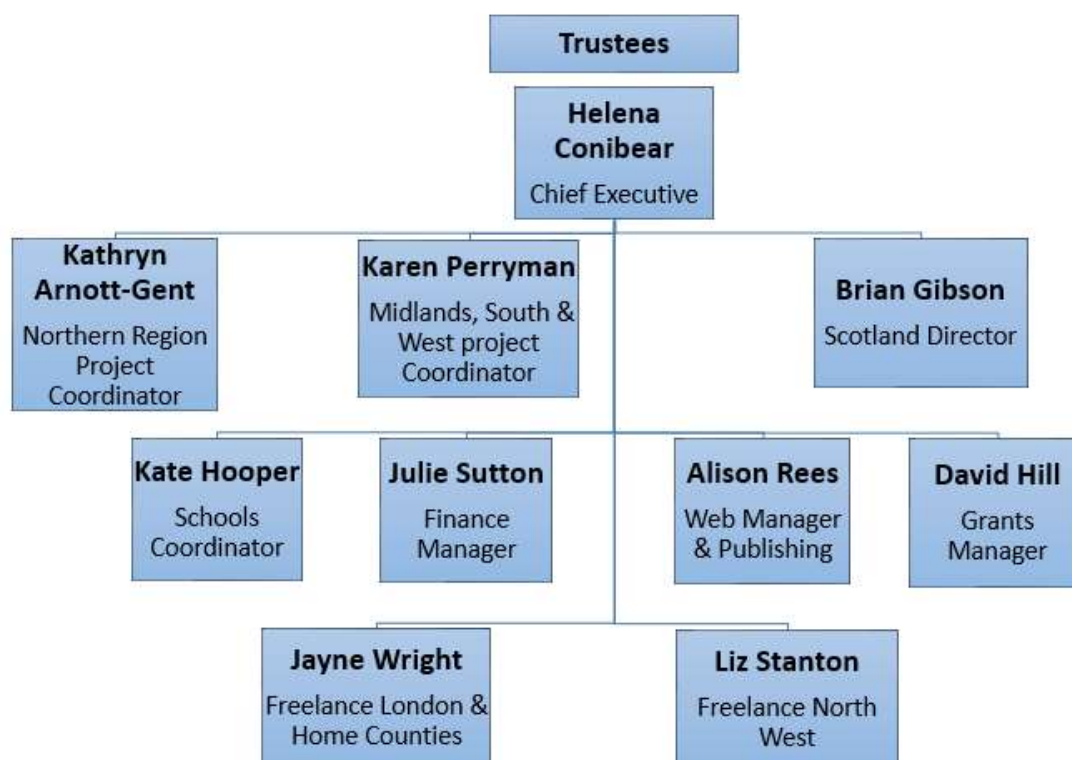 Trustees
Helena
Conibear
Chief Executive
Kathryn
Arnott-Gent
Northern Region
Project
Coordinator
Karen Perryman
Midlands, South &
West project
Coordinator
Brian Gibson
Scotland Director
Kate Hooper
Schools
Coordinator
Julie Sutton
Finance
Manager
Alison Rees
Web Manager
& Publishing
David Hill
Grants
Manager
Jayne Wright
Freelance London &
Home Counties
Liz Stanton
Freelance North
West